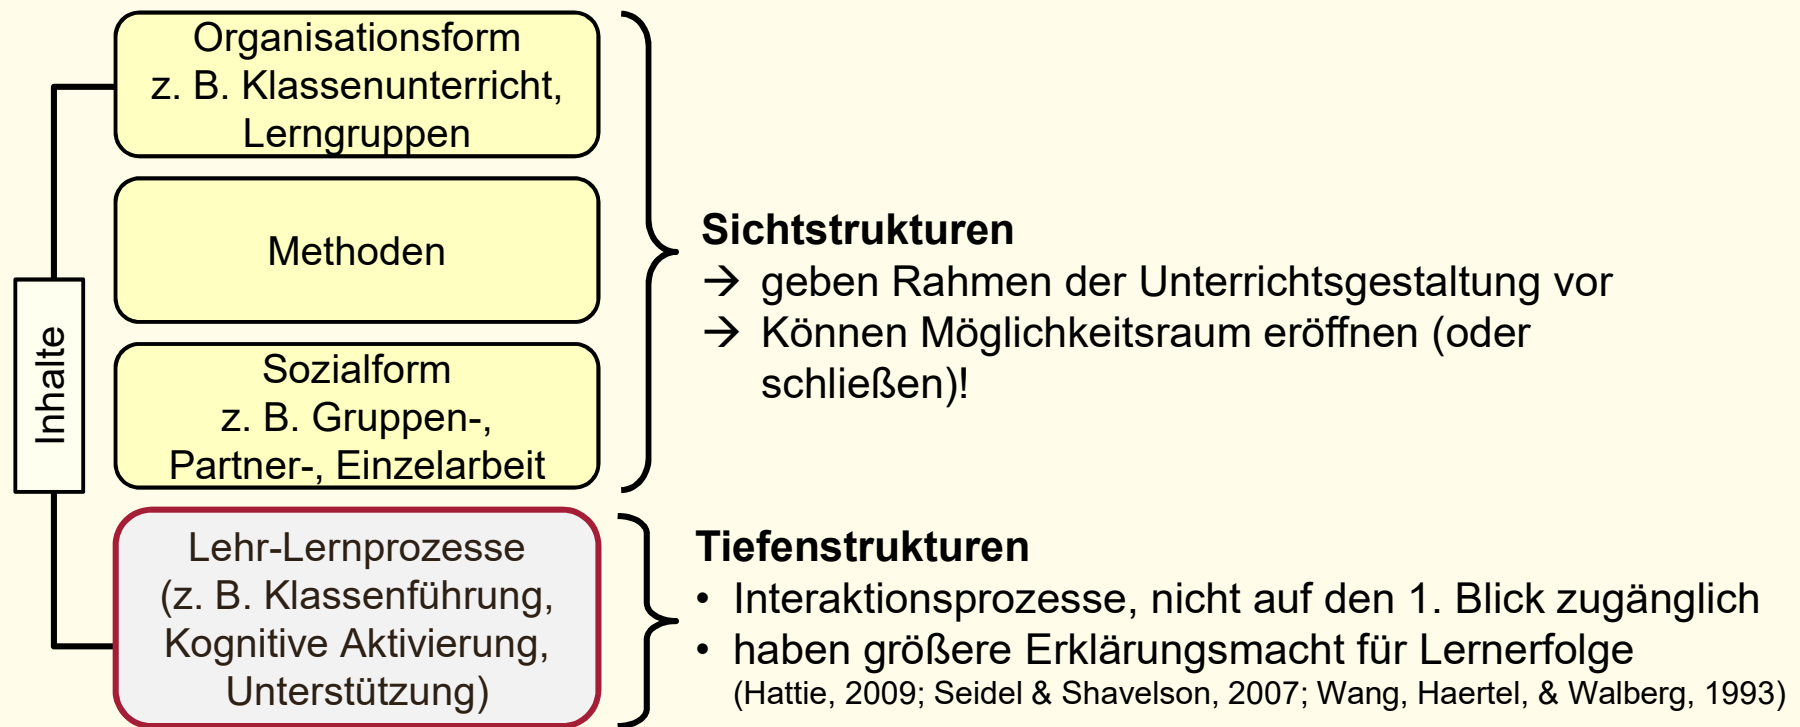 Organisationsform
z. B. Klassenunterricht,
Lerngruppen
Methoden
Sozialform
z. B. Gruppen-,
Partner-, Einzelarbeit
Inhalte
Lehr-Lernprozesse
(z. B. Klassenführung,
Kognitive Aktivierung,
Unterstützung)
Sichtstrukturen
→ geben Rahmen der Unterrichtsgestaltung vor
→ Können Möglichkeitsraum eröffnen (oder
schließen)!
Tiefenstrukturen
• Interaktionsprozesse, nicht auf den 1. Blick zugänglich
• haben größere Erklärungsmacht für Lernerfolge
(Hattie, 2009; Seidel & Shavelson, 2007; Wang, Haertel, & Walberg, 1993)